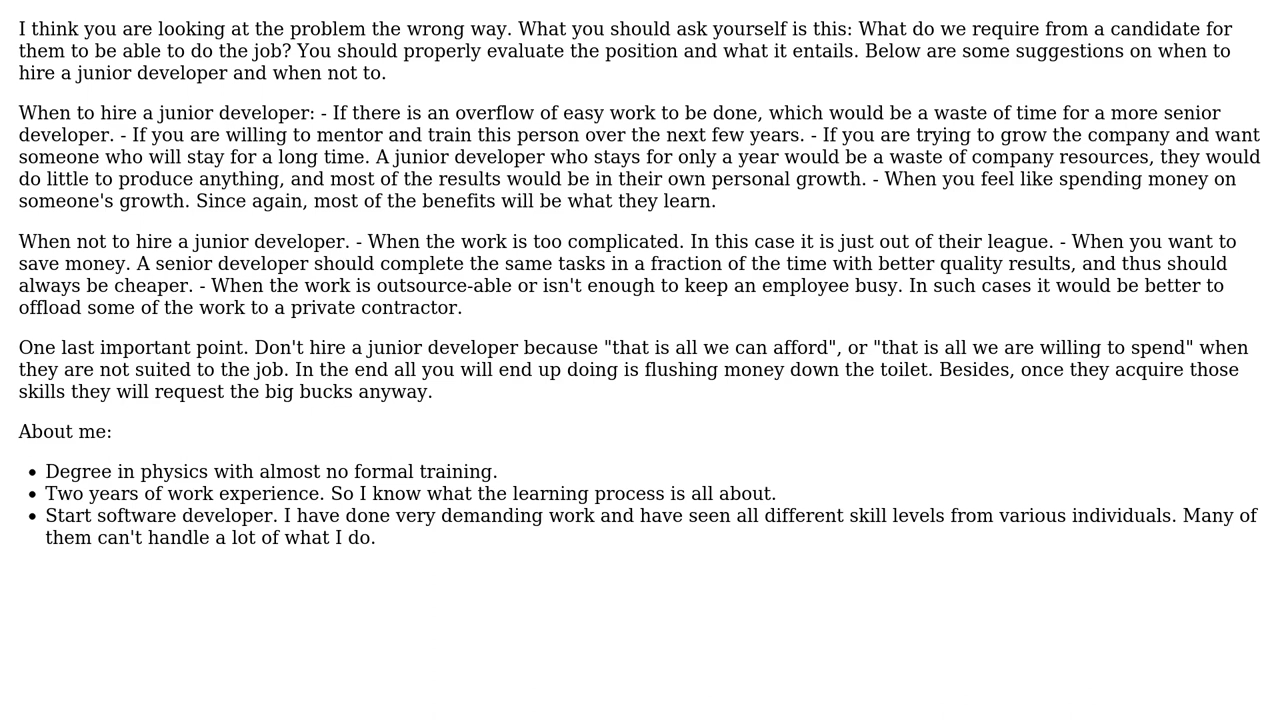 I think you are looking at the problem the wrong way. What you should ask yourself is this: What do we require from a candidate for
them to be able to do the job? You should properly evaluate the position and what it entails. Below are some suggestions on when to
hire a junior developer and when not to.
When to hire a junior developer: - If there is an overflow of easy work to be done, which would be a waste of time for a more senior
developer. - If you are willing to mentor and train this person over the next few years. - If you are trying to grow the company and want
someone who will stay for a long time. A junior developer who stays for only a year would be a waste of company resources, they would
do little to produce anything, and most of the results would be in their own personal growth. - When you feel like spending money on
someone's growth. Since again, most of the benefits will be what they learn.
When not to hire a junior developer. - When the work is too complicated. In this case it is just out of their league. - When you want to
save money. A senior developer should complete the same tasks in a fraction of the time with better quality results, and thus should
always be cheaper. - When the work is outsource-able or isn't enough to keep an employee busy. In such cases it would be better to
offload some of the work to a private contractor.
One last important point. Don't hire a junior developer because "that is all we can afford", or "that is all we are willing to spend" when
they are not suited to the job. In the end all you will end up doing is flushing money down the toilet. Besides, once they acquire those
skills they will request the big bucks anyway.
About me:
• Degree in physics with almost no formal training.
• Two years of work experience. So I know what the learning process is all about.
• Start software developer. I have done very demanding work and have seen all different skill levels from various individuals. Many of
them can't handle a lot of what I do.